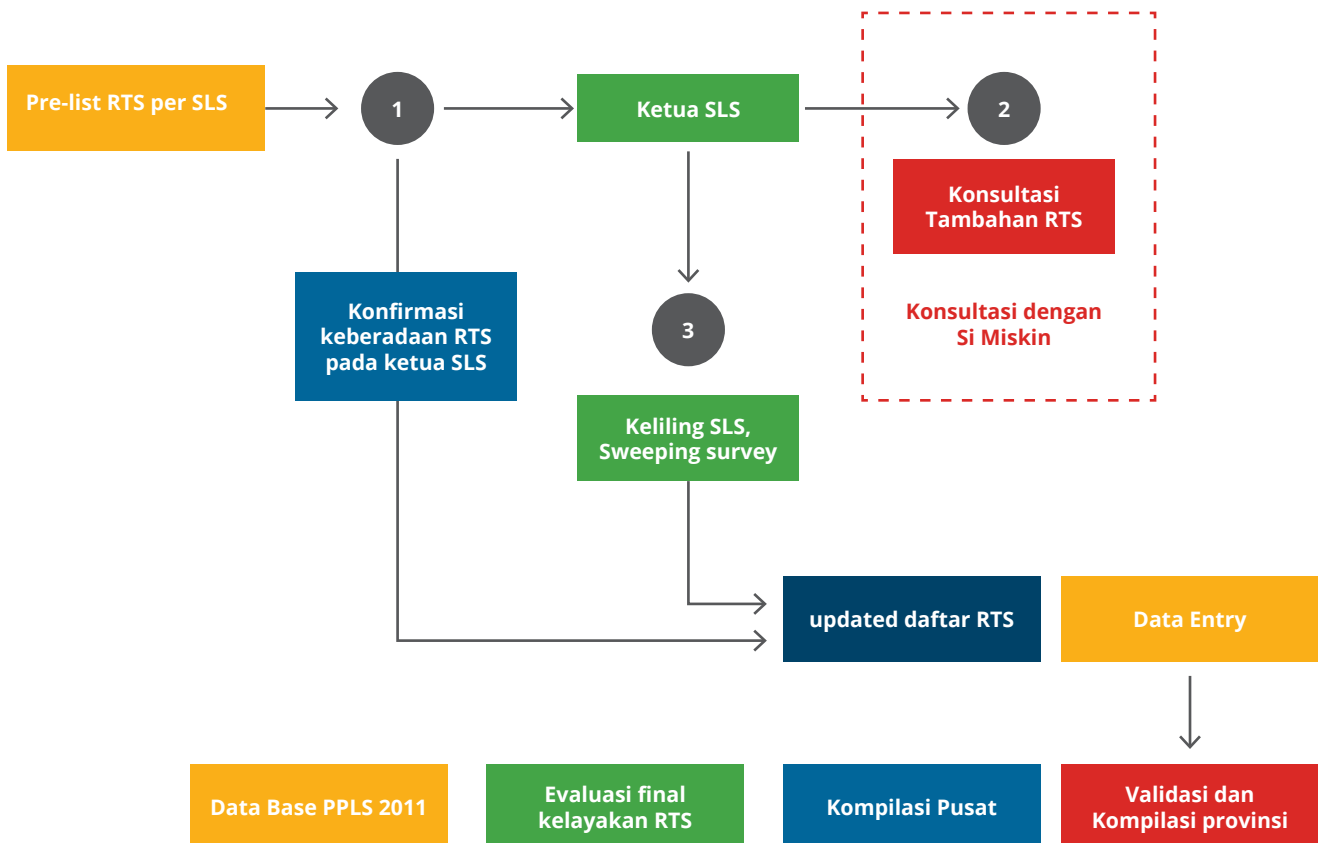 Pre-list RTS per SLS
1
Ketua SLS
2
Konsultasi
Tambahan RTS
Konsultasi dengan
Si Miskin
Konfirmasi
keberadaan RTS
pada ketua SLS
3
Keliling SLS,
Sweeping survey
updated daftar RTS
Data Entry
Data Base PPLS 2011
Evaluasi final
kelayakan RTS
Kompilasi Pusat
Validasi dan
Kompilasi provinsi